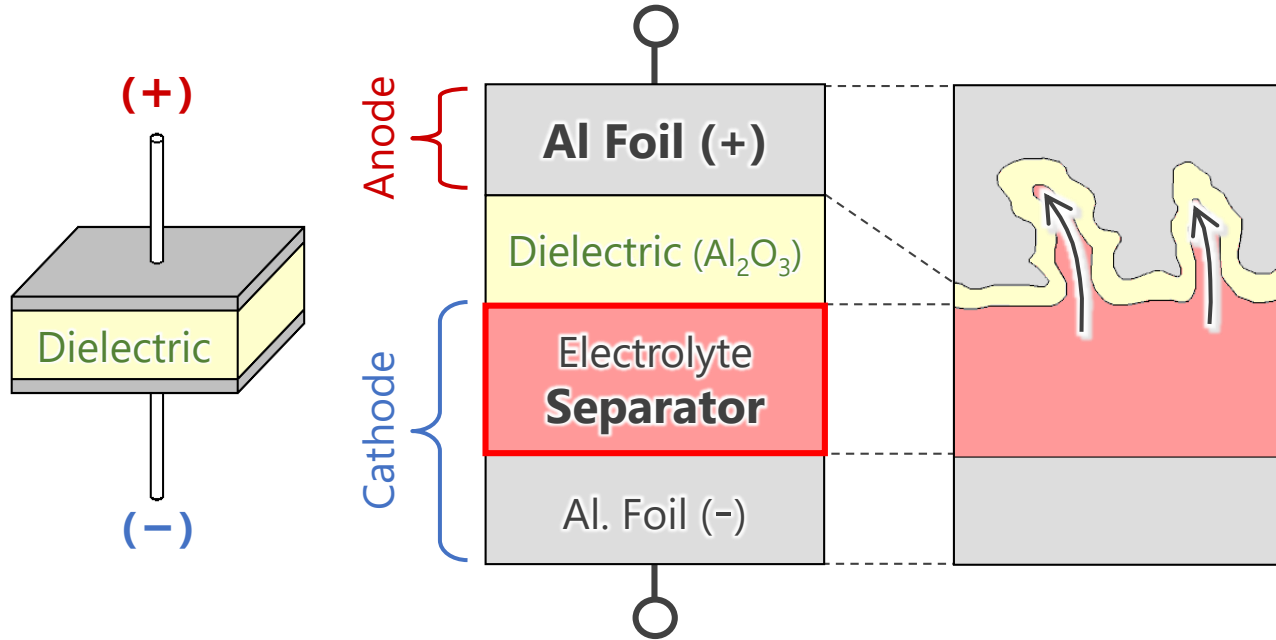 (+)
Dielectric
(−)
Anode
Cathode
Al Foil (+)
Dielectric (Al₂O₃)
Electrolyte
Separator
Al. Foil (−)